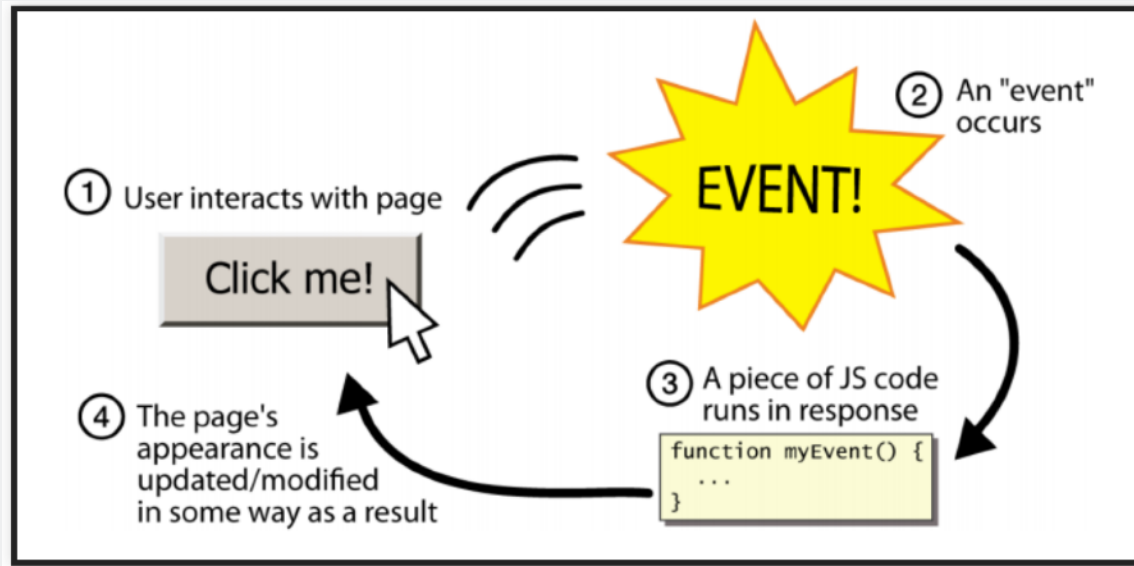 1 User interacts with page
Click me!
EVENT!
2 An "event"
occurs
3 A piece of JS code
runs in response
function myEvent() {
...
}
4 The page's
appearance is
updated/modified
in some way as a result